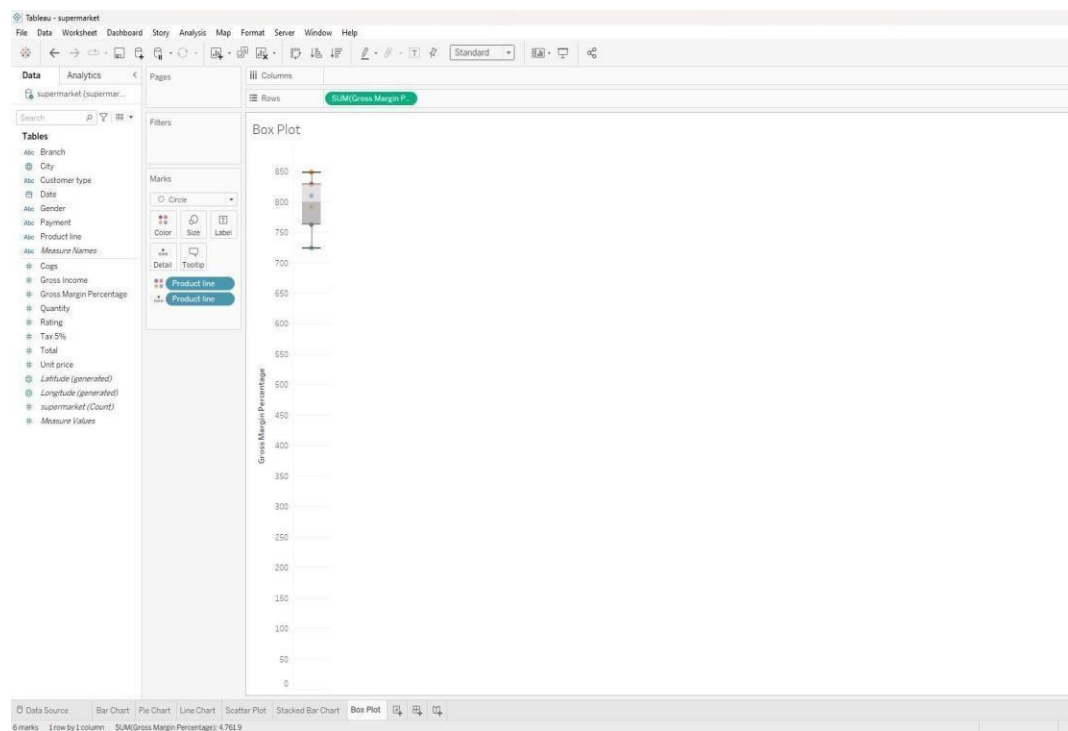 Tableau - supermarket
File Data Worksheet Dashboard Story Analysis Map Format Server Window Help
Standard
Data Analytics
supermarket (supermar...
Search
Tables
Abc Branch
City
Abc Customer type
Date
Abc Gender
Abc Payment
Abc Product line
Abc Measure Names
# Cogs
# Gross Income
# Gross Margin Percentage
# Quantity
# Rating
# Tax 5%
# Total
# Unit price
Latitude (generated)
Longitude (generated)
# supermarket (Count)
# Measure Values
Pages
Filters
Marks
Circle
Color Size Label
Detail Tooltip
Product line
Product line
Columns
Rows SUM(Gross Margin P..
Box Plot
850
800
750
700
650
600
550
500
450
400
350
300
250
200
150
100
50
0
Gross Margin Percentage
Data Source Bar Chart Pie Chart Line Chart Scatter Plot Stacked Bar Chart Box Plot
6 marks 1 row by 1 column SUM(Gross Margin Percentage): 4,761.9